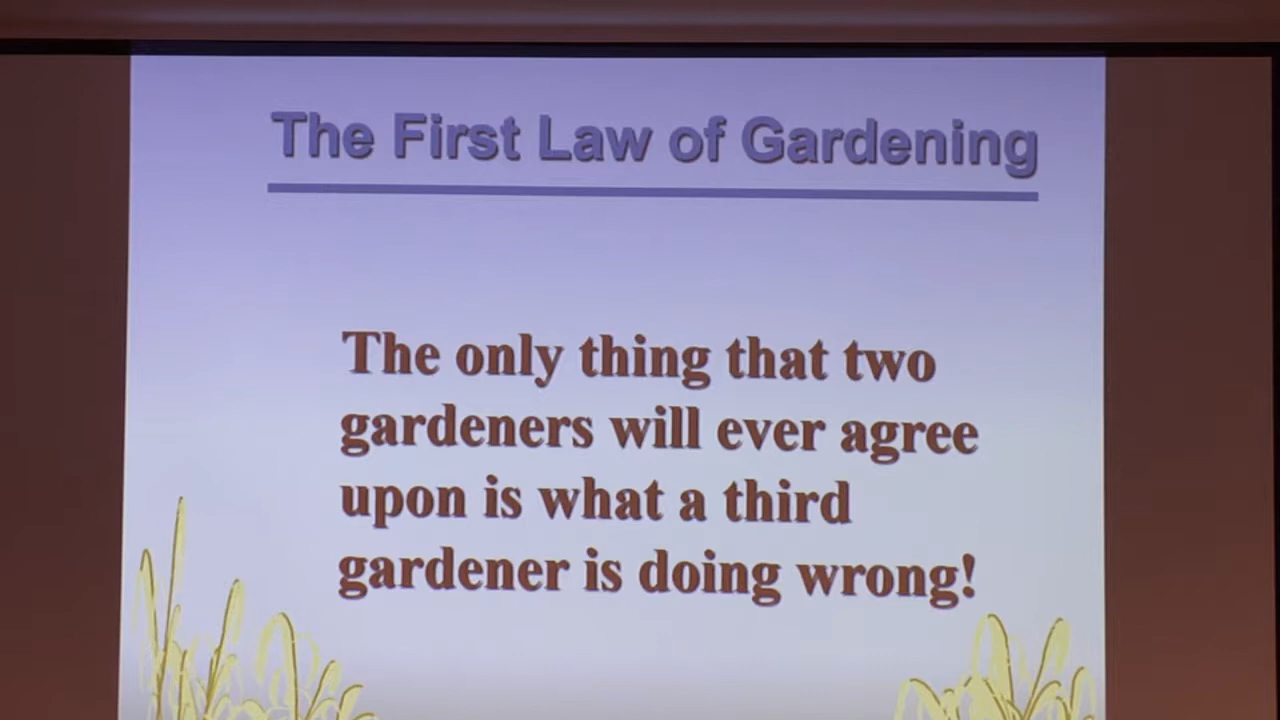 The First Law of Gardening
The only thing that two
gardeners will ever agree
upon is what a third
gardener is doing wrong!